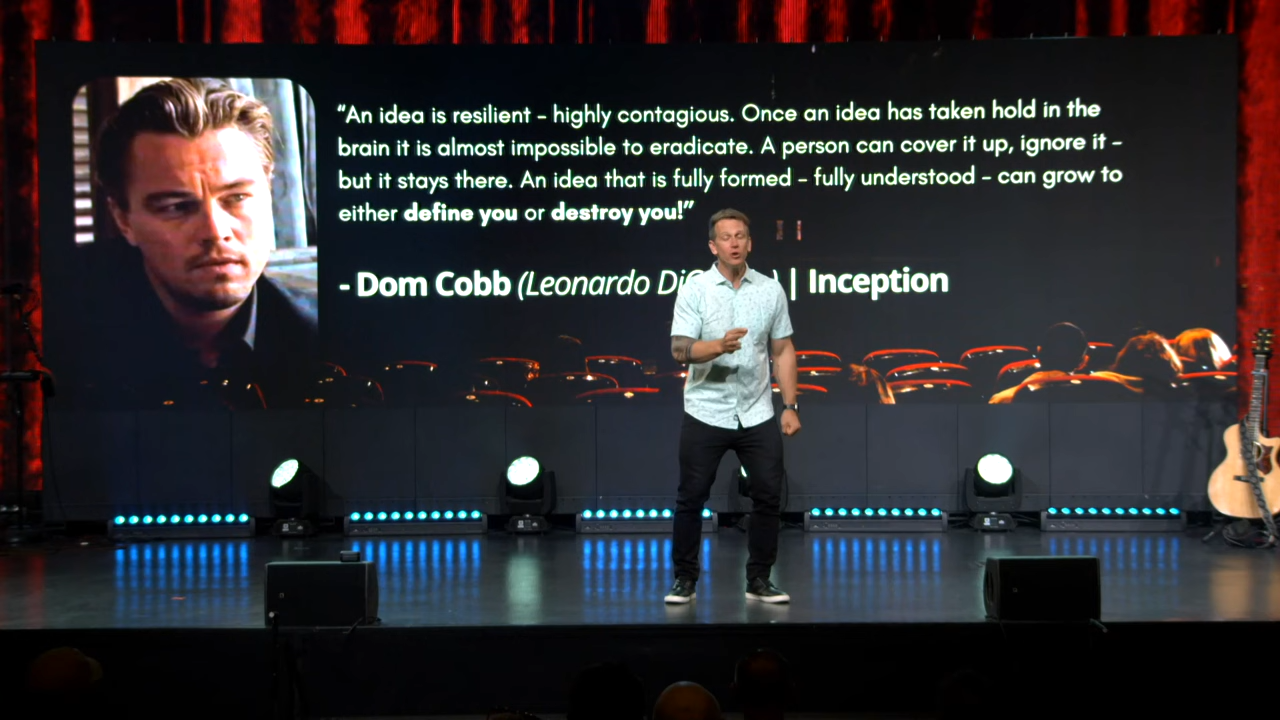 “An idea is resilient – highly contagious. Once an idea has taken hold in the
brain it is almost impossible to eradicate. A person can cover it up, ignore it –
but it stays there. An idea that is fully formed – fully understood – can grow to
either define you or destroy you!”
- Dom Cobb (Leonardo ) | Inception